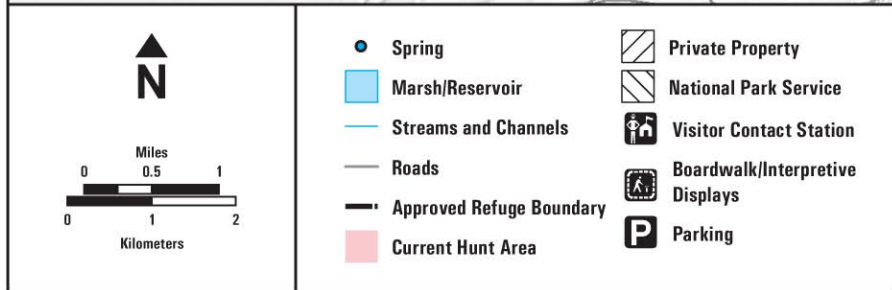 N
Miles
0 0.5 1
0 1 2
Kilometers
Spring
Marsh/Reservoir
Streams and Channels
Roads
Approved Refuge Boundary
Current Hunt Area
Private Property
National Park Service
Visitor Contact Station
Boardwalk/Interpretive
Displays
P Parking